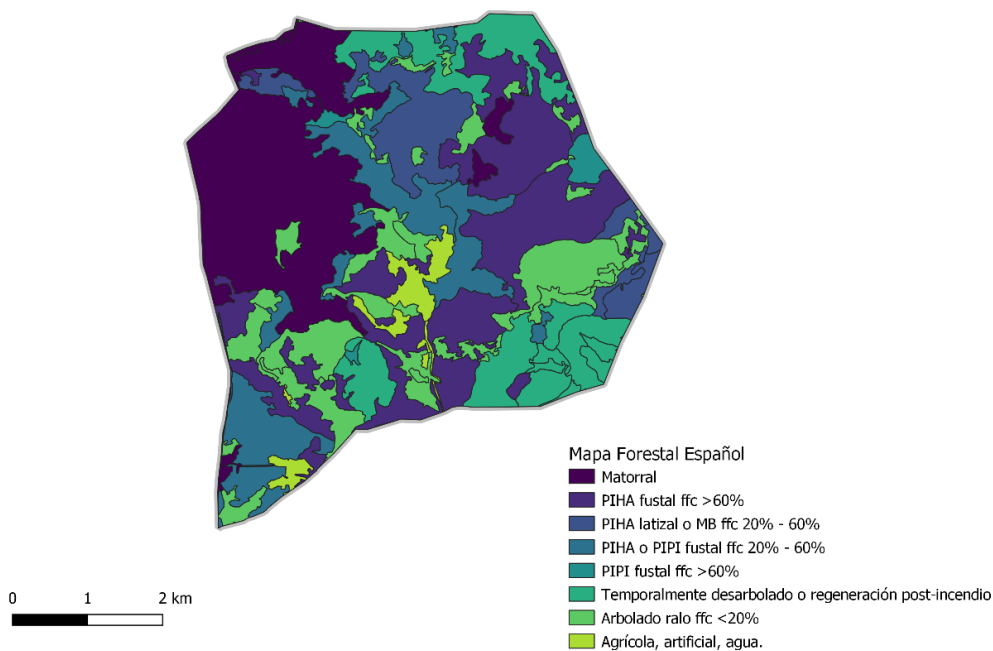 Mapa Forestal Español
Matorral
PIHA fustal ffc >60%
PIHA latizal o MB ffc 20% - 60%
PIHA o PIPI fustal ffc 20% - 60%
PIPI fustal ffc >60%
Temporalmente desarbolado o regeneración post-incendio
Arbolado ralo ffc <20%
Agrícola, artificial, agua.
0 1 2 km